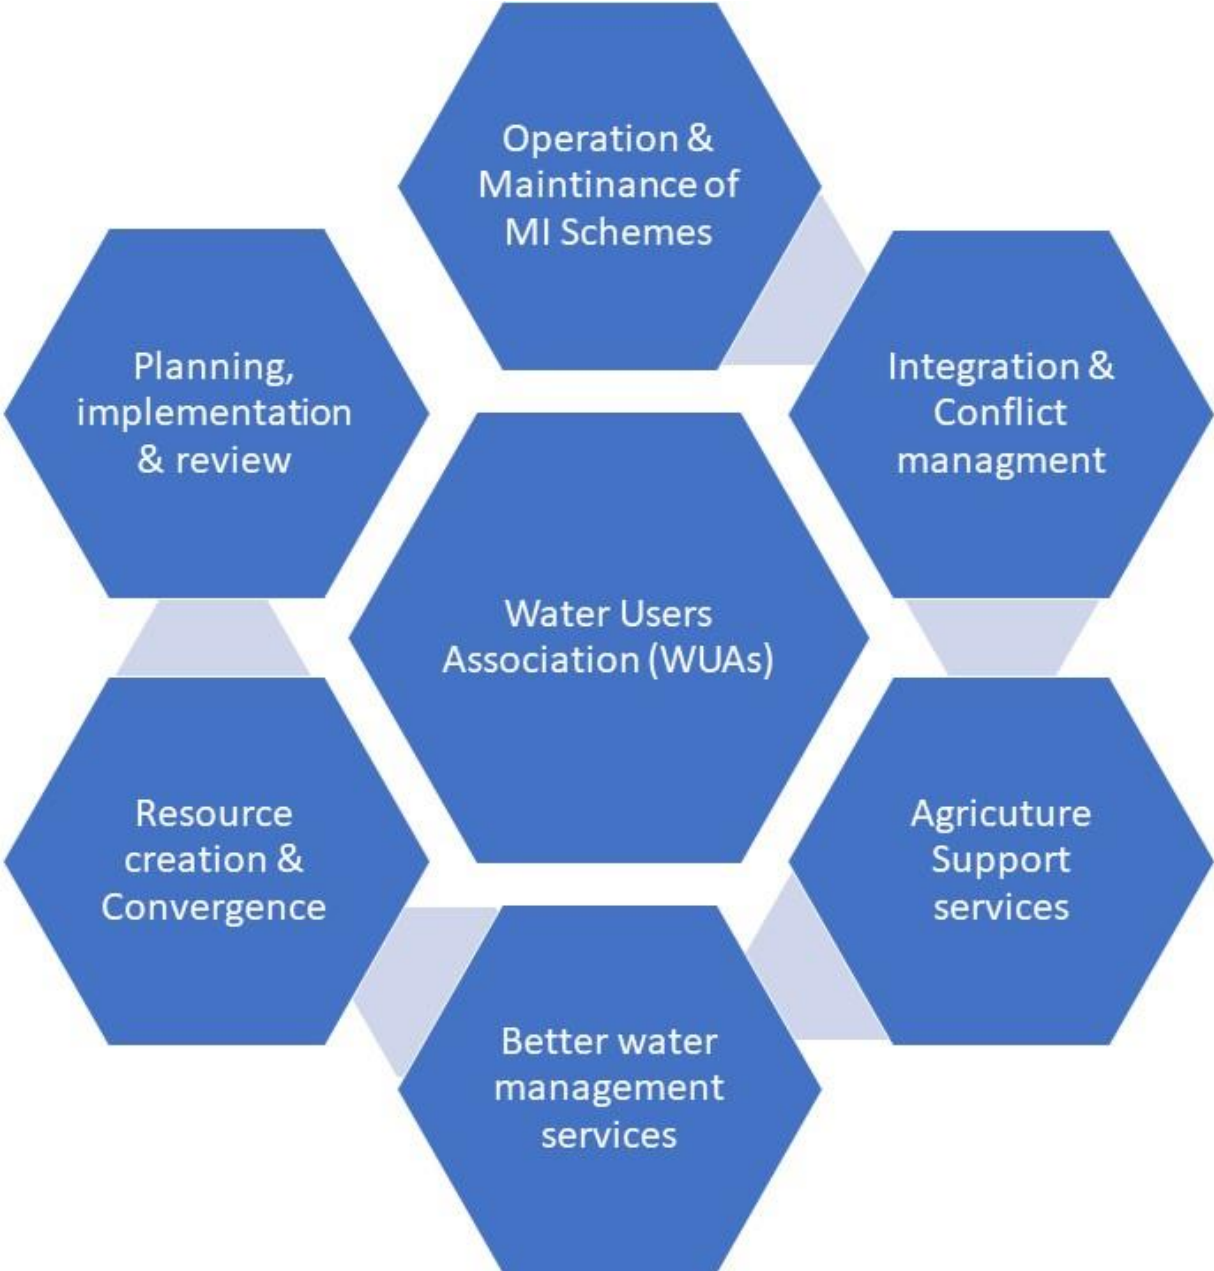 Operation &
Maintinance of
MI Schemes
Integration &
Conflict
managment
Agricuture
Support
services
Better water
management
services
Resource
creation &
Convergence
Planning,
implementation
& review
Water Users
Association (WUAs)